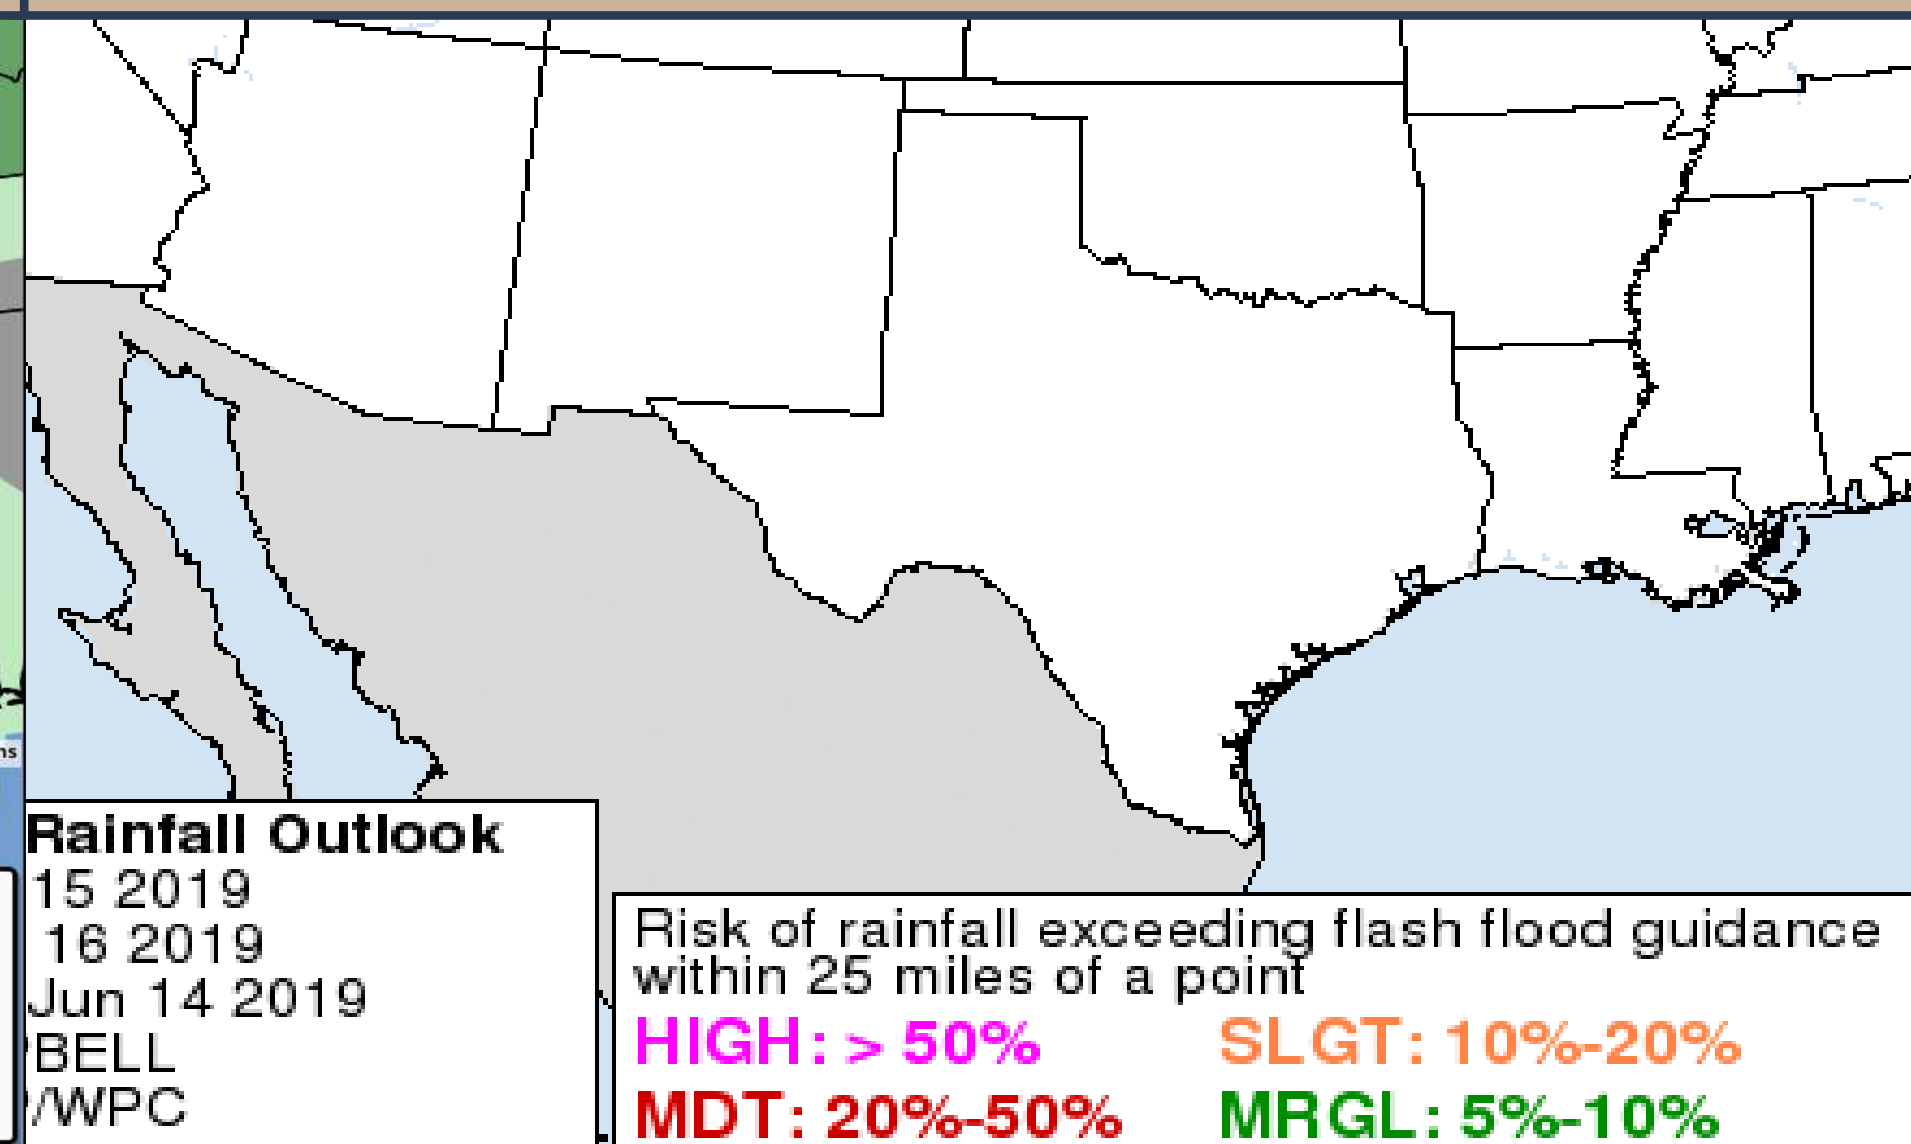 ns
Rainfall Outlook
15 2019
16 2019
Jun 14 2019
BELL
/WPC
Risk of rainfall exceeding flash flood guidance
within 25 miles of a point
HIGH: > 50%
SLGT: 10%-20%
MDT: 20%-50%
MRGL: 5%-10%